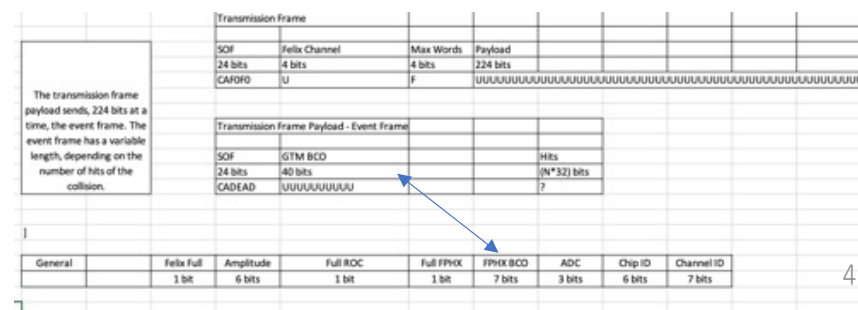 Transmission Frame
SOF Felix Channel Max Words Payload
24 bits 4 bits 4 bits 224 bits
CAF0F0 U F
The transmission frame
payload sends, 224 bits at a
time, the event frame. The
event frame has a variable
length, depending on the
number of hits of the
collision.
Transmission Frame Payload - Event Frame
SOF GTM BCO Hits
24 bits 40 bits (N*32) bits
CADEAD UUUUUUUUUU ?
General Felix Full Amplitude Full ROC Full FPHX FPHX BCO ADC Chip ID Channel ID
1 bit 6 bits 1 bit 1 bit 7 bits 3 bits 6 bits 7 bits
4